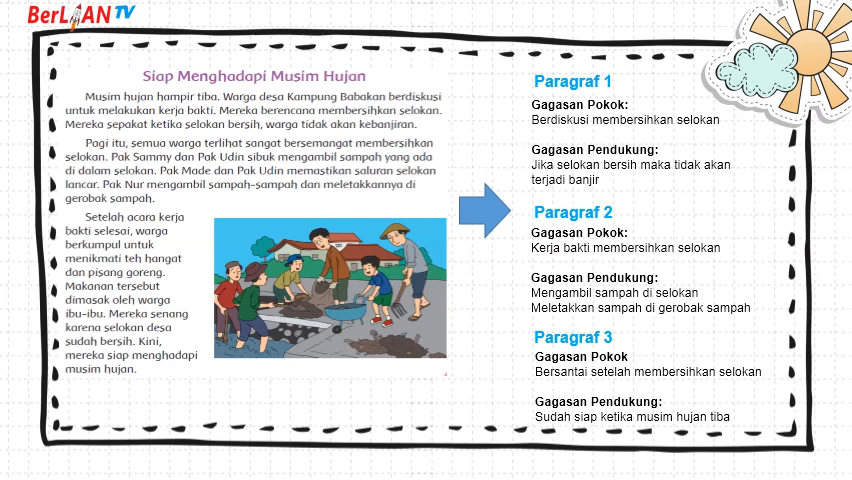 BerLIAN TV
Siap Menghadapi Musim Hujan
Musim hujan hampir tiba. Warga desa Kampung Babakan berdiskusi
untuk melakukan kerja bakti. Mereka berencana membersihkan selokan.
Mereka sepakat ketika selokan bersih, warga tidak akan kebanjiran.
Pagi itu, semua warga terlihat sangat bersemangat membersihkan
selokan. Pak Sammy dan Pak Udin sibuk mengambil sampah yang ada
di dalam selokan. Pak Made dan Pak Udin memastikan saluran selokan
lancar. Pak Nur mengambil sampah-sampah dan meletakkannya di
gerobak sampah.
Setelah acara kerja
bakti selesai, warga
berkumpul untuk
menikmati teh hangat
dan pisang goreng.
Makanan tersebut
dimasak oleh warga
ibu-ibu. Mereka senang
karena selokan desa
sudah bersih. Kini,
mereka siap menghadapi
musim hujan.
Paragraf 1
Gagasan Pokok:
Berdiskusi membersihkan selokan
Gagasan Pendukung:
Jika selokan bersih maka tidak akan
terjadi banjir
Paragraf 2
Gagasan Pokok:
Kerja bakti membersihkan selokan
Gagasan Pendukung:
Mengambil sampah di selokan
Meletakkan sampah di gerobak sampah
Paragraf 3
Gagasan Pokok
Bersantai setelah membersihkan selokan
Gagasan Pendukung:
Sudah siap ketika musim hujan tiba